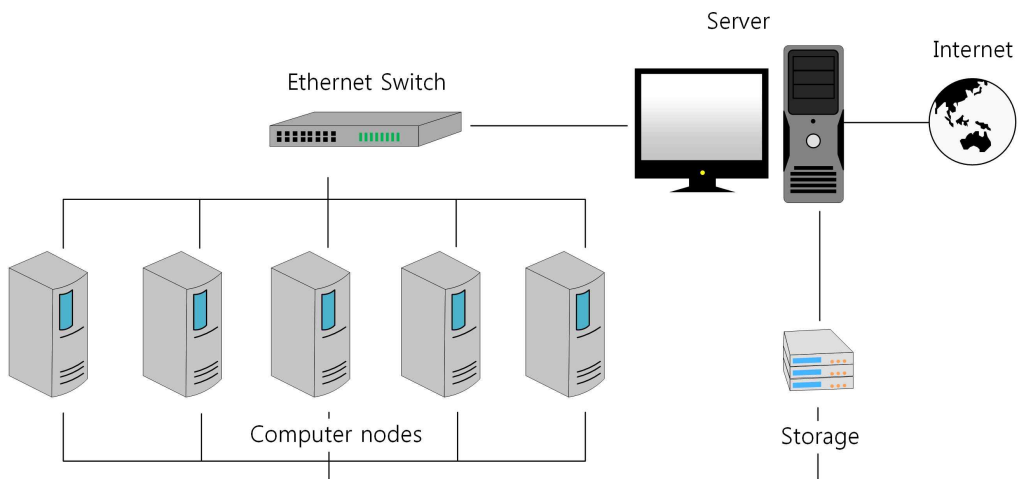 Server
Internet
Ethernet Switch
Computer nodes
Storage